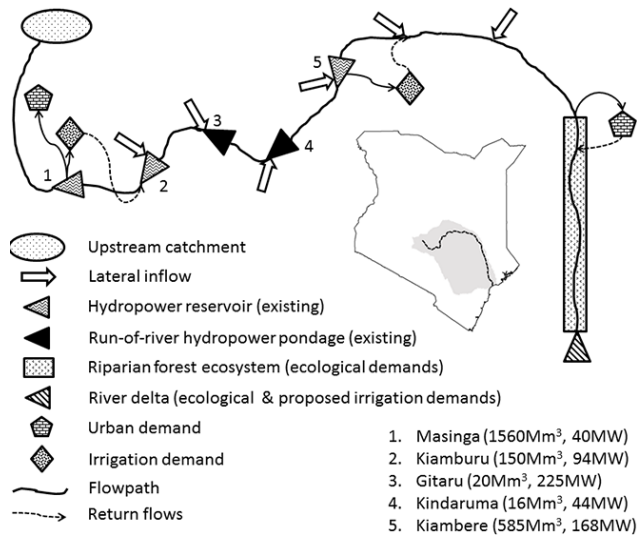 5
3
4
1
2
Upstream catchment
Lateral inflow
Hydropower reservoir (existing)
Run-of-river hydropower pondage (existing)
Riparian forest ecosystem (ecological demands)
River delta (ecological & proposed irrigation demands)
Urban demand
Irrigation demand
Flowpath
Return flows
1. Masinga (1560Mm³, 40MW)
2. Kiamburu (150Mm³, 94MW)
3. Gitaru (20Mm³, 225MW)
4. Kindaruma (16Mm³, 44MW)
5. Kiambere (585Mm³, 168MW)